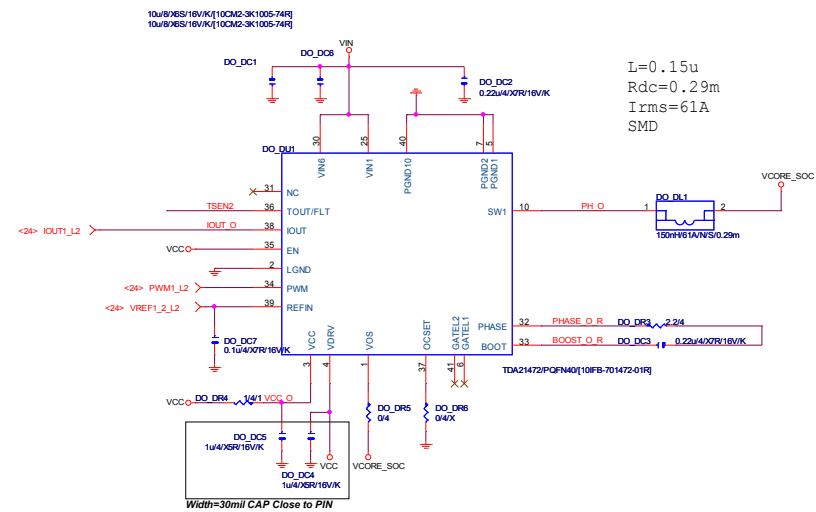 10u/8/X6S/16V/K/[10CM2-3K1005-74R]
10u/8/X6S/16V/K/[10CM2-3K1005-74R]
VIN
DO_DC1
DO_DC6
DO_DC2
0.22u/4/X7R/16V/K
L=0.15u
Rdc=0.29m
Irms=61A
SMD
DO_DU1
30
25
40
7
5
VIN6
VIN1
PGND10
PGND2
PGND1
31
NC
TSEN2
36
TOUT/FLT
<24> IOUT1_L2
IOUT_O
38
IOUT
VCC
35
EN
2
LGND
<24> PWM1_L2
34
PWM
<24> VREF1_2_L2
39
REFIN
SW1
10
PH_O
DO_DL1
1
2
150nH/61A/N/S/0.29m
VCORE_SOC
PHASE
32
PHASE_O_R
DO_DR3
2.2/4
BOOT
33
BOOST_O_R
DO_DC3
0.22u/4/X7R/16V/K
DO_DC7
0.1u/4/X7R/16V/K
VCC
VDRV
VOS
OCSET
GATEL2
GATEL1
3
4
1
37
41
6
TDA21472/PQFN40/[10IFB-701472-01R]
VCC
DO_DR4
1/4/1
VCC_O
DO_DR5
0/4
DO_DR6
0/4/X
DO_DC5
1u/4/X5R/16V/K
VCC
VCORE_SOC
DO_DC4
1u/4/X5R/16V/K
Width=30mil CAP Close to PIN